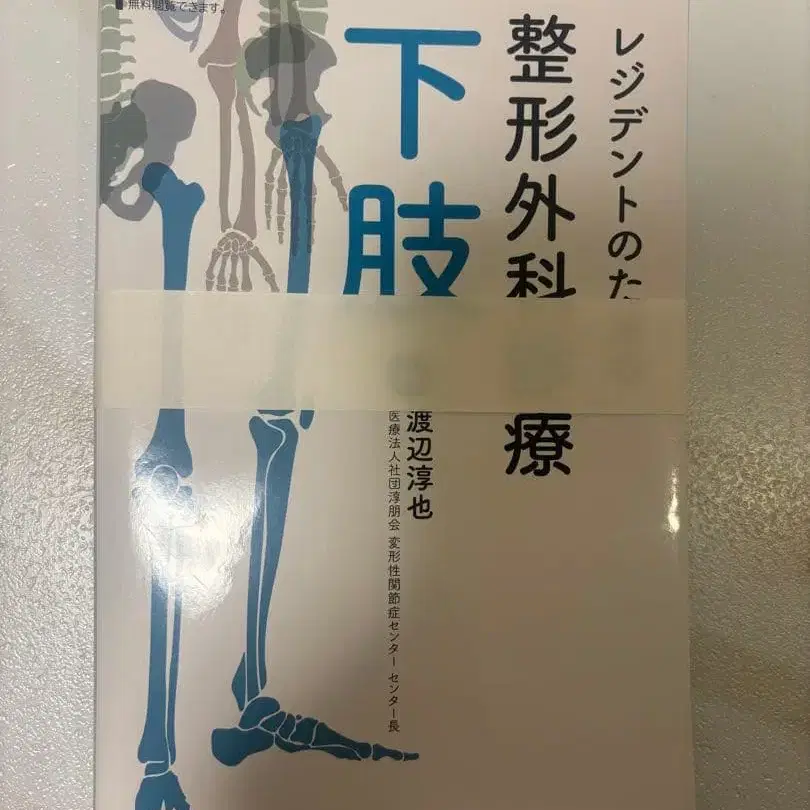 無料閲覧できます。
レジデントのた
整形外科
療
下肢
渡辺淳也
医療法人社団淳朋会 変形性関節症センター センター長